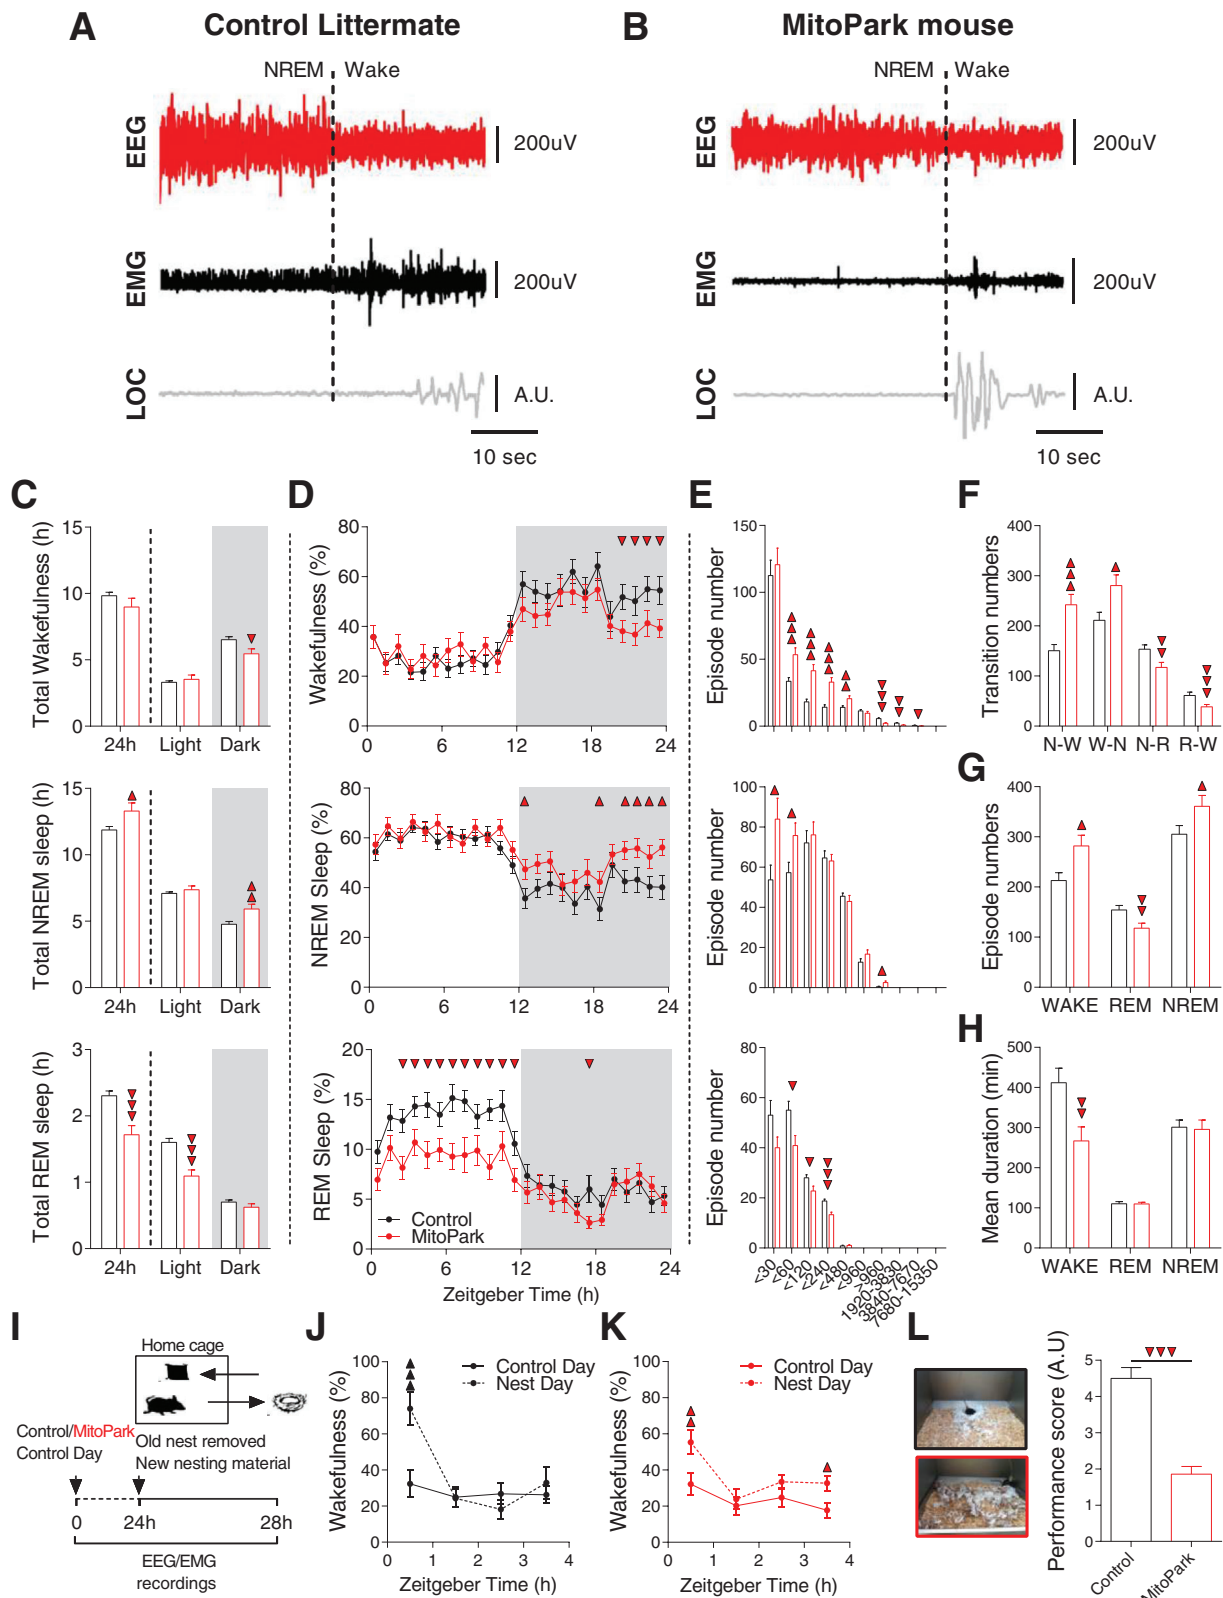 A Control Littermate
B MitoPark mouse
NREM Wake
NREM Wake
EEG 200uV
EEG 200uV
EMG 200uV
EMG 200uV
LOC A.U.
LOC A.U.
10 sec
10 sec
C
Total Wakefulness (h)
15
10
5
0
24h Light Dark
Total NREM sleep (h)
15
10
5
0
24h Light Dark
Total REM sleep (h)
3
2
1
0
24h Light Dark
D
Wakefulness (%)
80
60
40
20
0
0 6 12 18 24
NREM Sleep (%)
80
60
40
20
0
0 6 12 18 24
REM Sleep (%)
20
15
10
5
0
Control
MitoPark
0 6 12 18 24
Zeitgeber Time (h)
E
Episode number
150
100
50
0
Episode number
100
80
60
40
20
0
Episode number
80
60
40
20
0
<30
<60
<120
<240
<480
<960
>960
1920-3830
3840-7670
7680-15350
F
Transition numbers
400
300
200
100
0
N-W W-N N-R R-W
G
Episode numbers
400
300
200
100
0
WAKE REM NREM
H
Mean duration (min)
500
400
300
200
100
0
WAKE REM NREM
I
Home cage
Control/MitoPark
Control Day
Old nest removed
New nesting material
0 24h 28h
EEG/EMG
recordings
J
Wakefulness (%)
100
80
60
40
20
0
Control Day
Nest Day
0 1 2 3 4
Zeitgeber Time (h)
K
Wakefulness (%)
100
80
60
40
20
0
Control Day
Nest Day
0 1 2 3 4
Zeitgeber Time (h)
L
Performance score (A.U)
5
4
3
2
1
0
Control
MitoPark